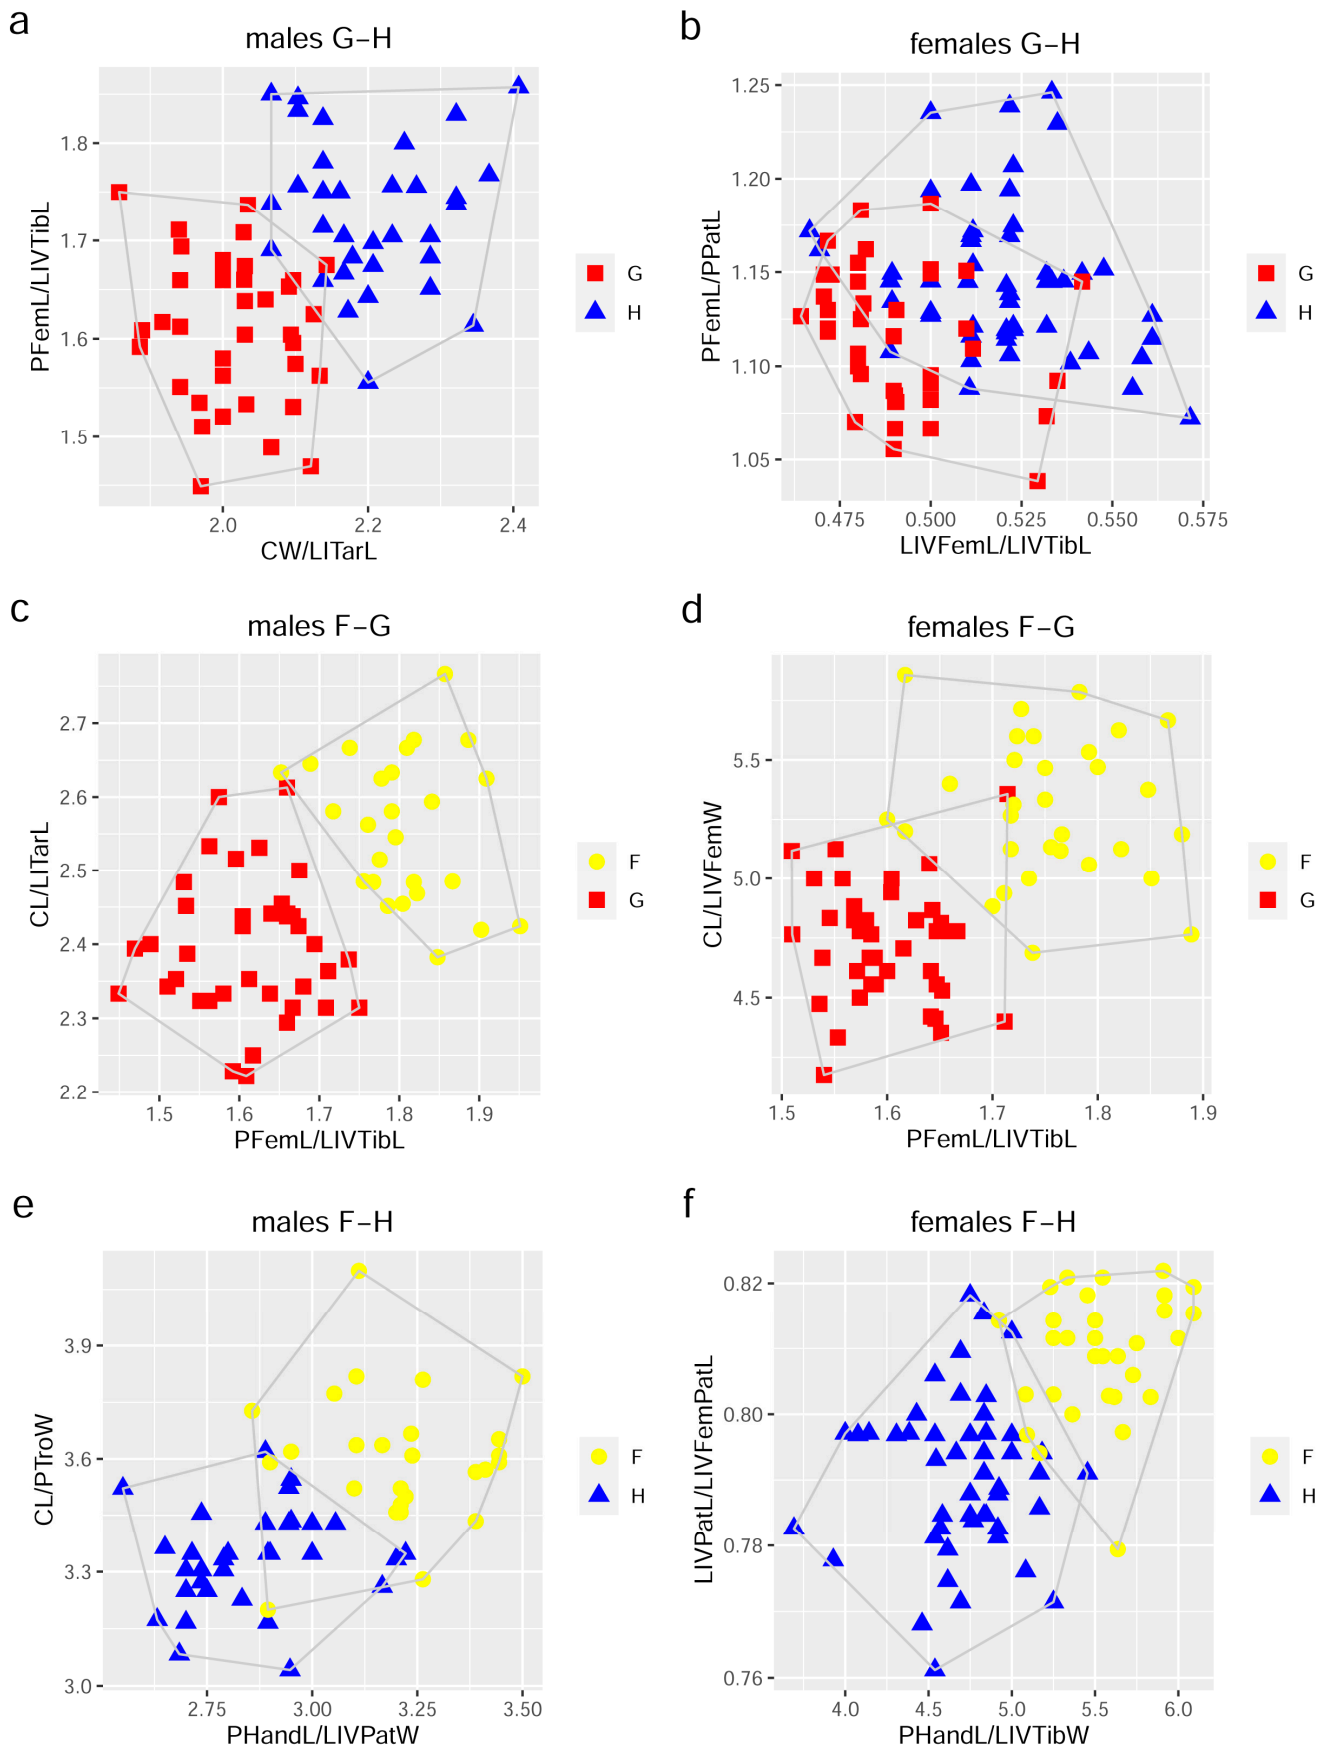 a
males G–H
1.8
1.7
1.6
1.5
PFemL/LIVTibL
2.0 2.2 2.4
CW/LITarL
G
H
b
females G–H
1.25
1.20
1.15
1.10
1.05
PFemL/PPatL
0.475 0.500 0.525 0.550 0.575
LIVFemL/LIVTibL
G
H
c
males F–G
2.7
2.6
2.5
2.4
2.3
2.2
CL/LITarL
1.5 1.6 1.7 1.8 1.9
PFemL/LIVTibL
F
G
d
females F–G
5.5
5.0
4.5
CL/LIVFemW
1.5 1.6 1.7 1.8 1.9
PFemL/LIVTibL
F
G
e
males F–H
3.9
3.6
3.3
3.0
CL/PTroW
2.75 3.00 3.25 3.50
PHandL/LIVPatW
F
H
f
females F–H
0.82
0.80
0.78
0.76
LIVPatL/LIVFemPatL
4.0 4.5 5.0 5.5 6.0
PHandL/LIVTibW
F
H